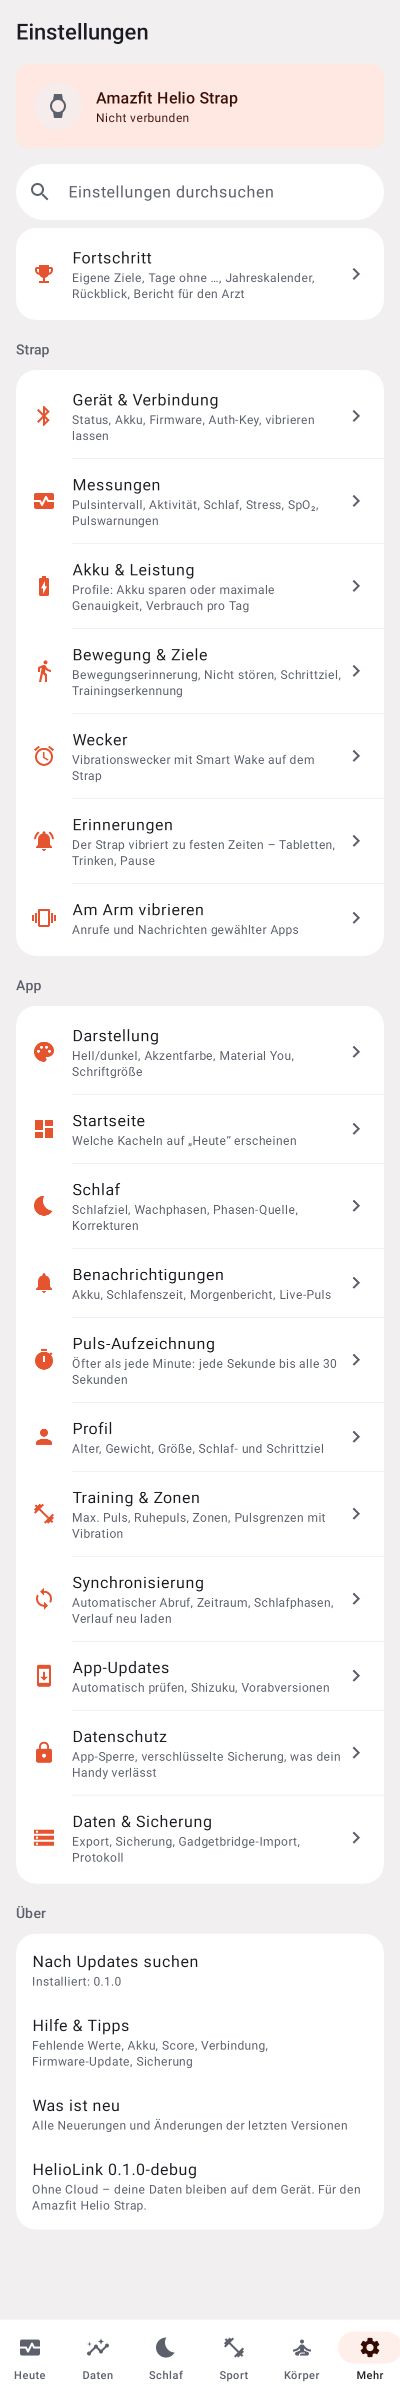 Einstellungen
Amazfit Helio Strap
Nicht verbunden
Einstellungen durchsuchen
Fortschritt
Eigene Ziele, Tage ohne …, Jahreskalender,
Rückblick, Bericht für den Arzt
Strap
Gerät & Verbindung
Status, Akku, Firmware, Auth-Key, vibrieren
lassen
Messungen
Pulsintervall, Aktivität, Schlaf, Stress, SpO₂,
Pulswarnungen
Akku & Leistung
Profile: Akku sparen oder maximale
Genauigkeit, Verbrauch pro Tag
Bewegung & Ziele
Bewegungserinnerung, Nicht stören, Schrittziel,
Trainingserkennung
Wecker
Vibrationswecker mit Smart Wake auf dem
Strap
Erinnerungen
Der Strap vibriert zu festen Zeiten – Tabletten,
Trinken, Pause
Am Arm vibrieren
Anrufe und Nachrichten gewählter Apps
App
Darstellung
Hell/dunkel, Akzentfarbe, Material You,
Schriftgröße
Startseite
Welche Kacheln auf „Heute“ erscheinen
Schlaf
Schlafziel, Wachphasen, Phasen-Quelle,
Korrekturen
Benachrichtigungen
Akku, Schlafenszeit, Morgenbericht, Live-Puls
Puls-Aufzeichnung
Öfter als jede Minute: jede Sekunde bis alle 30
Sekunden
Profil
Alter, Gewicht, Größe, Schlaf- und Schrittziel
Training & Zonen
Max. Puls, Ruhepuls, Zonen, Pulsgrenzen mit
Vibration
Synchronisierung
Automatischer Abruf, Zeitraum, Schlafphasen,
Verlauf neu laden
App-Updates
Automatisch prüfen, Shizuku, Vorabversionen
Datenschutz
App-Sperre, verschlüsselte Sicherung, was dein
Handy verlässt
Daten & Sicherung
Export, Sicherung, Gadgetbridge-Import,
Protokoll
Über
Nach Updates suchen
Installiert: 0.1.0
Hilfe & Tipps
Fehlende Werte, Akku, Score, Verbindung,
Firmware-Update, Sicherung
Was ist neu
Alle Neuerungen und Änderungen der letzten Versionen
HelioLink 0.1.0-debug
Ohne Cloud – deine Daten bleiben auf dem Gerät. Für den
Amazfit Helio Strap.
Heute
Daten
Schlaf
Sport
Körper
Mehr